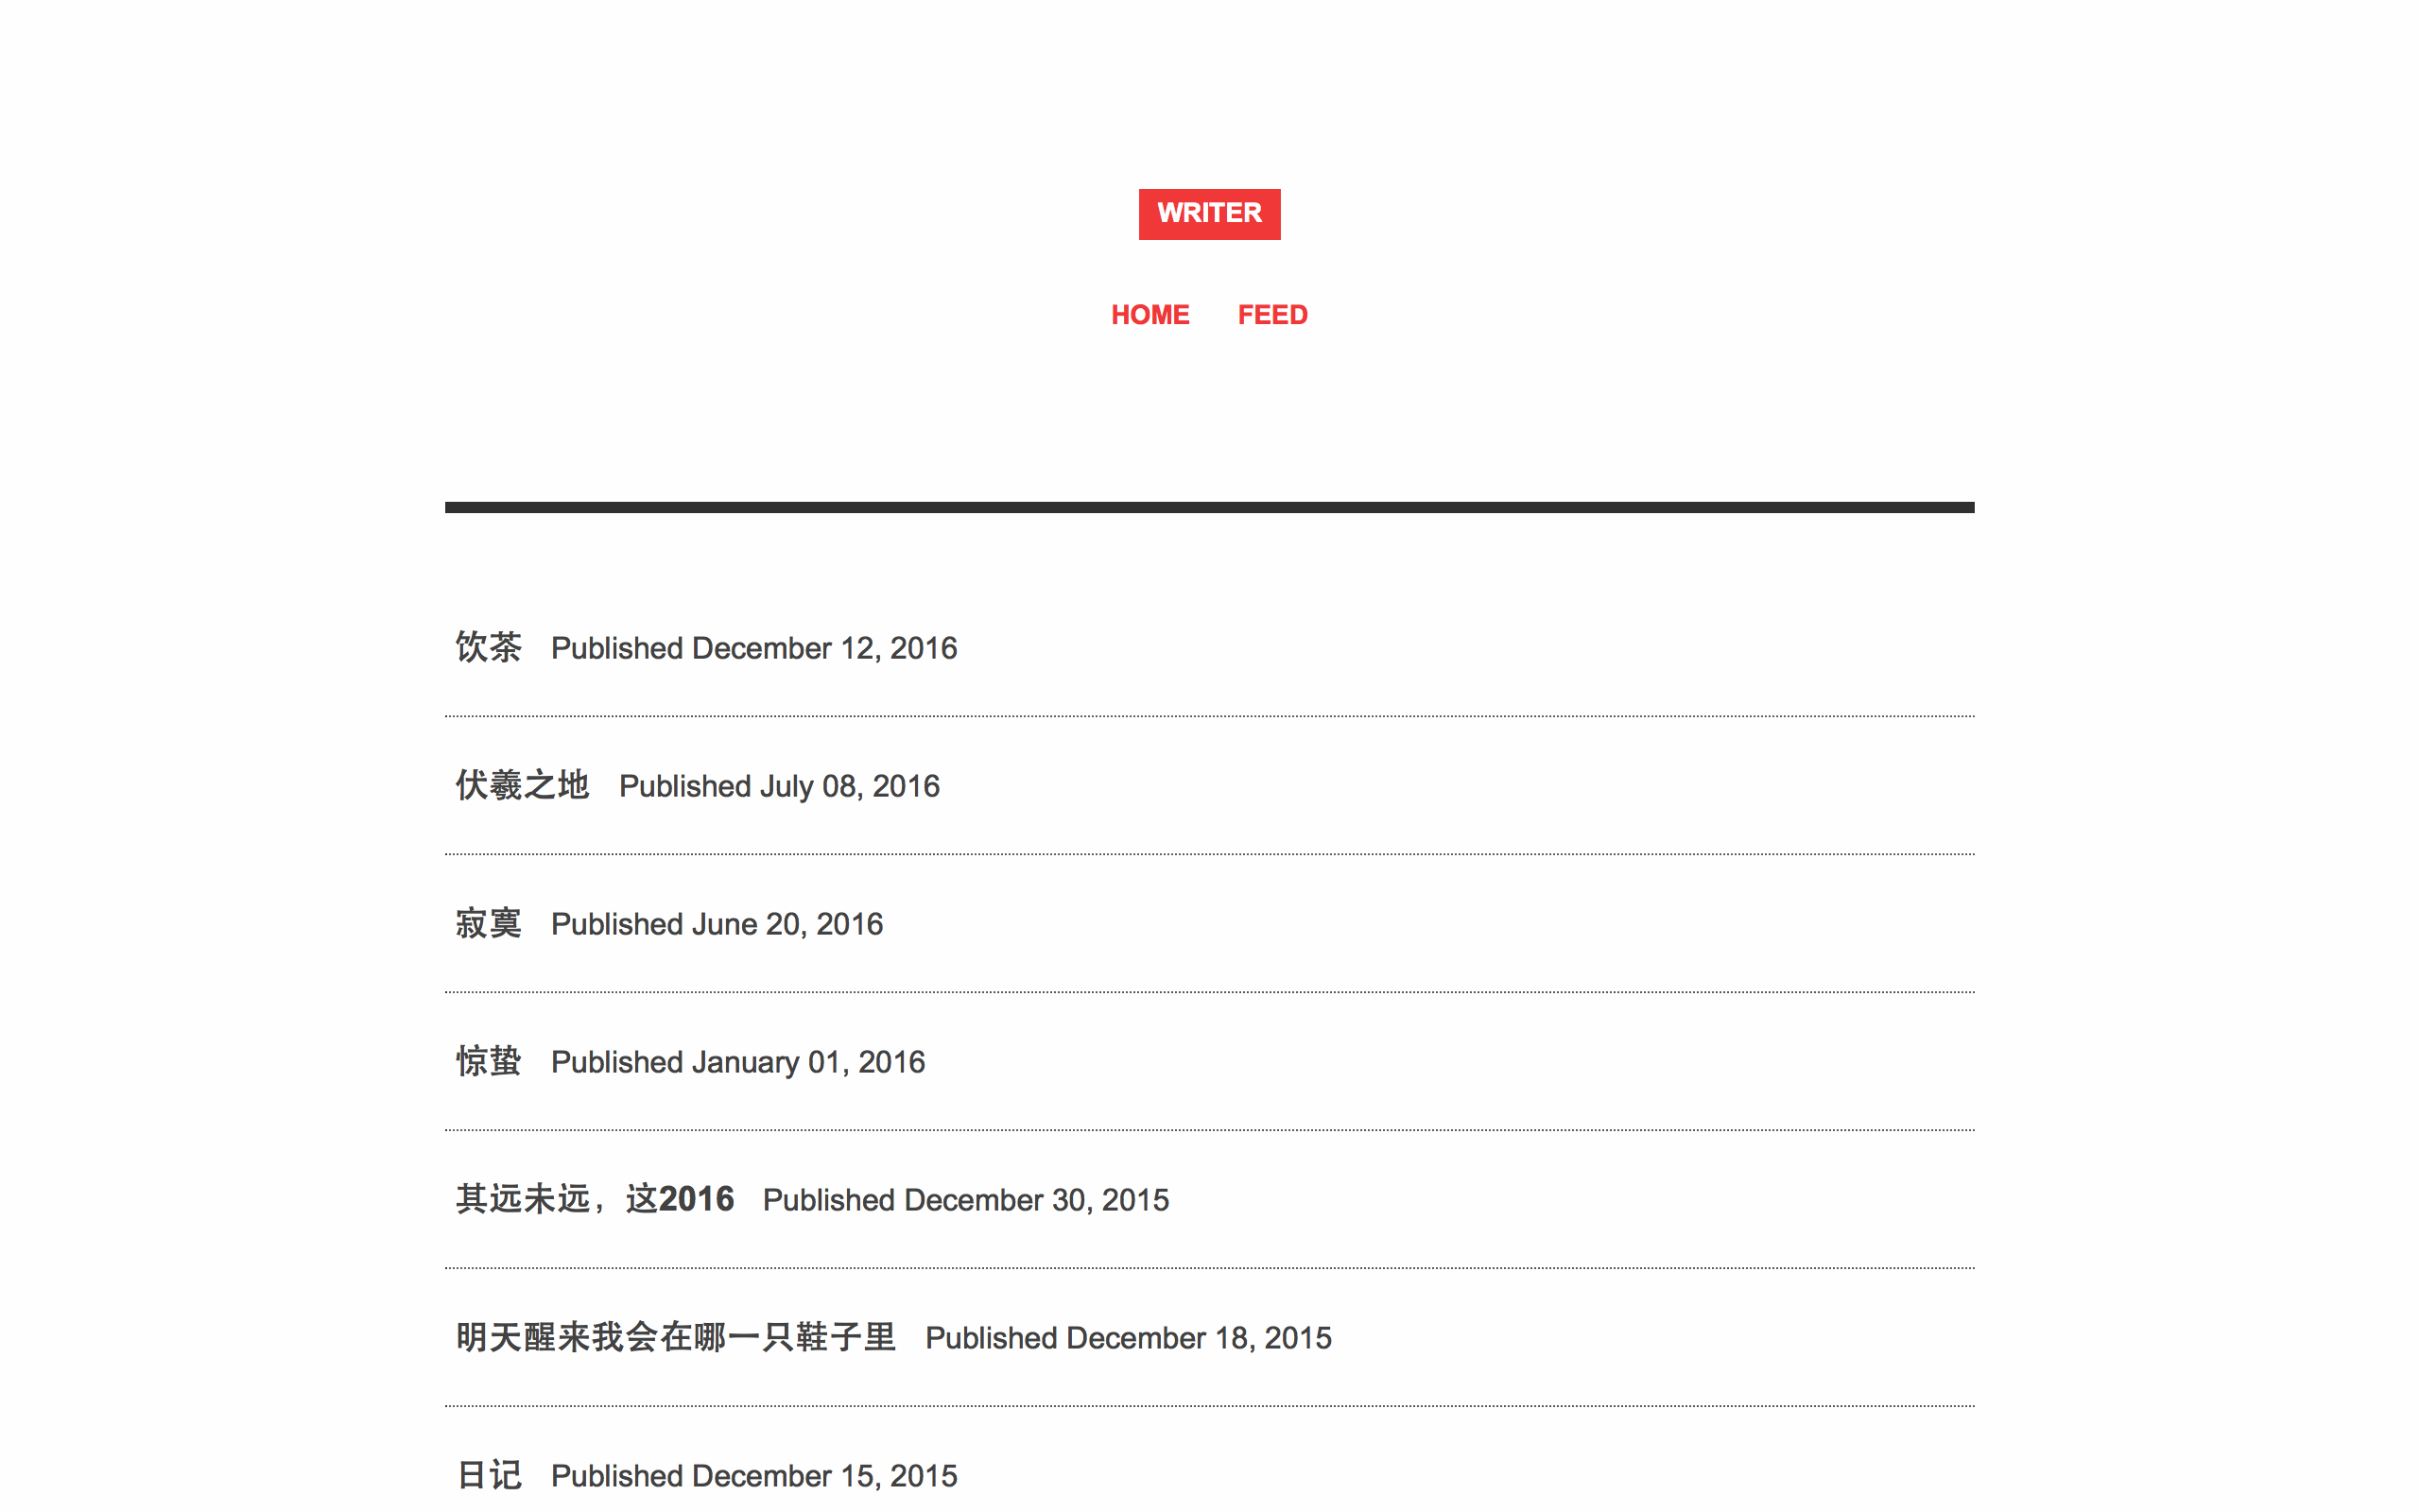 WRITER
HOME FEED
饮茶 Published December 12, 2016
伏羲之地 Published July 08, 2016
寂寞 Published June 20, 2016
惊蛰 Published January 01, 2016
其远未远，这2016 Published December 30, 2015
明天醒来我会在哪一只鞋子里 Published December 18, 2015
日记 Published December 15, 2015